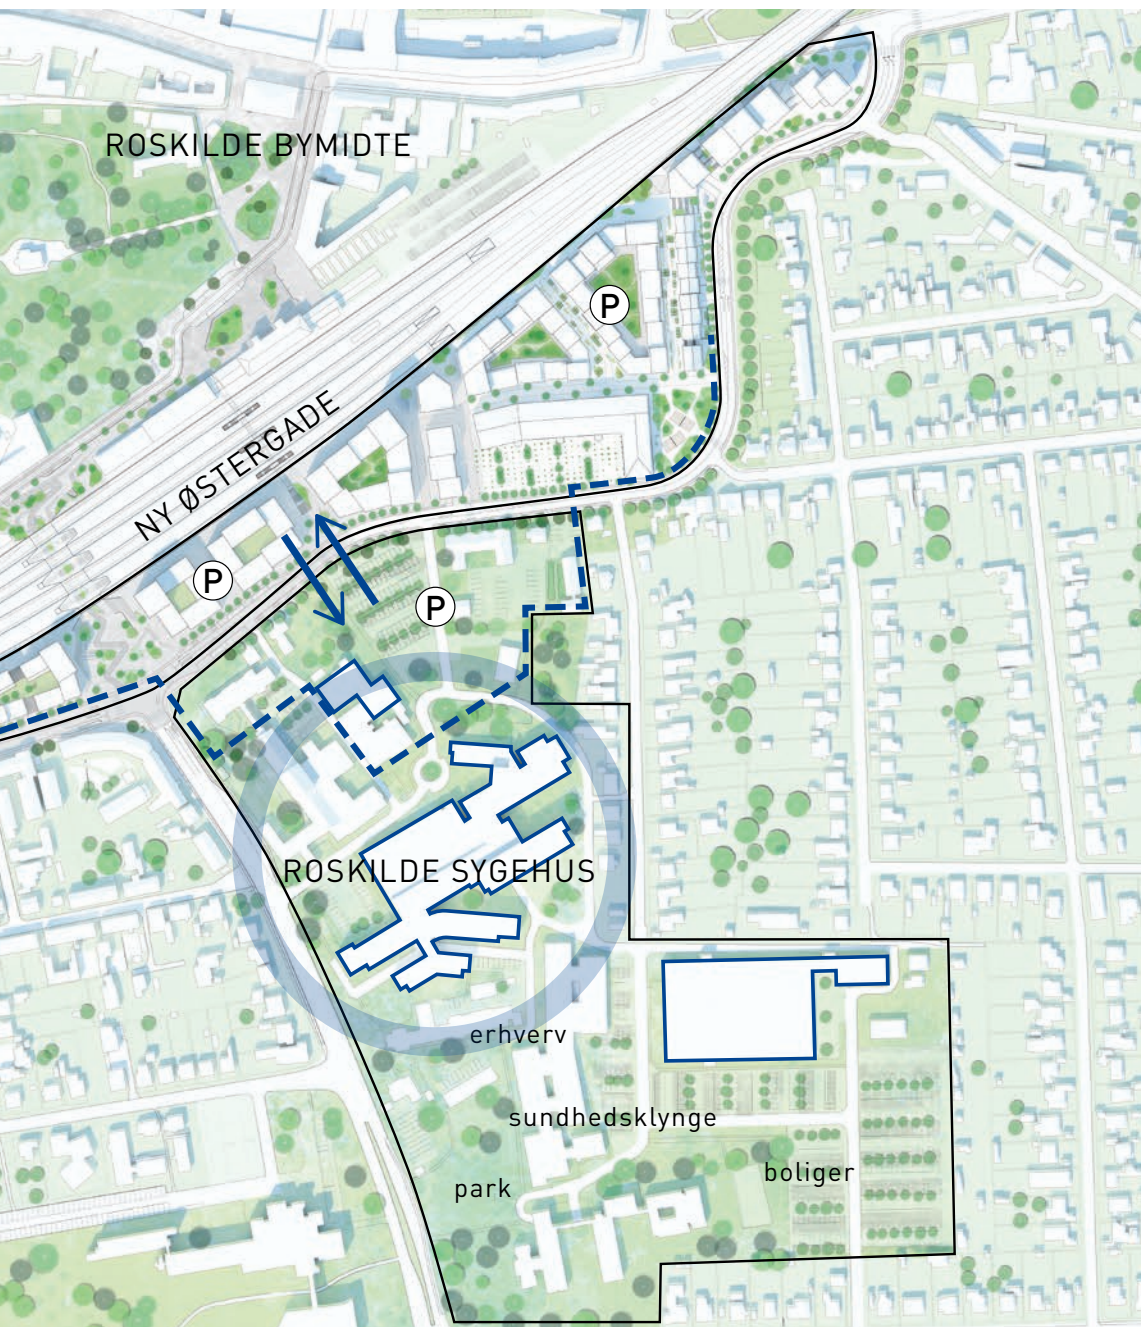 ROSKILDE BYMIDTE
P
NY ØSTERGADE
P
P
ROSKILDE SYGEHUS
erhverv
sundhedsklynge
boliger
park